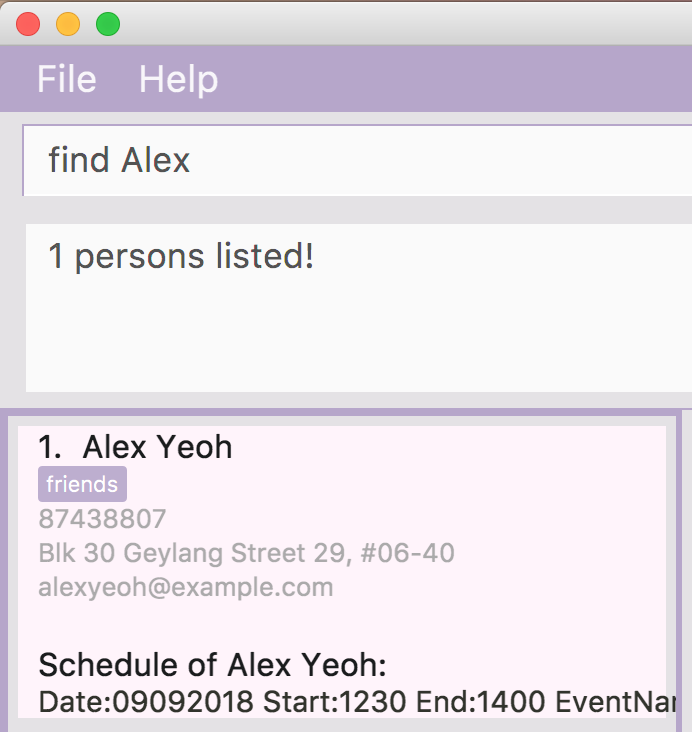 File Help
find Alex
1 persons listed!
1. Alex Yeoh
friends
87438807
Blk 30 Geylang Street 29, #06-40
alexyeoh@example.com
Schedule of Alex Yeoh:
Date:09092018 Start:1230 End:1400 EventNa